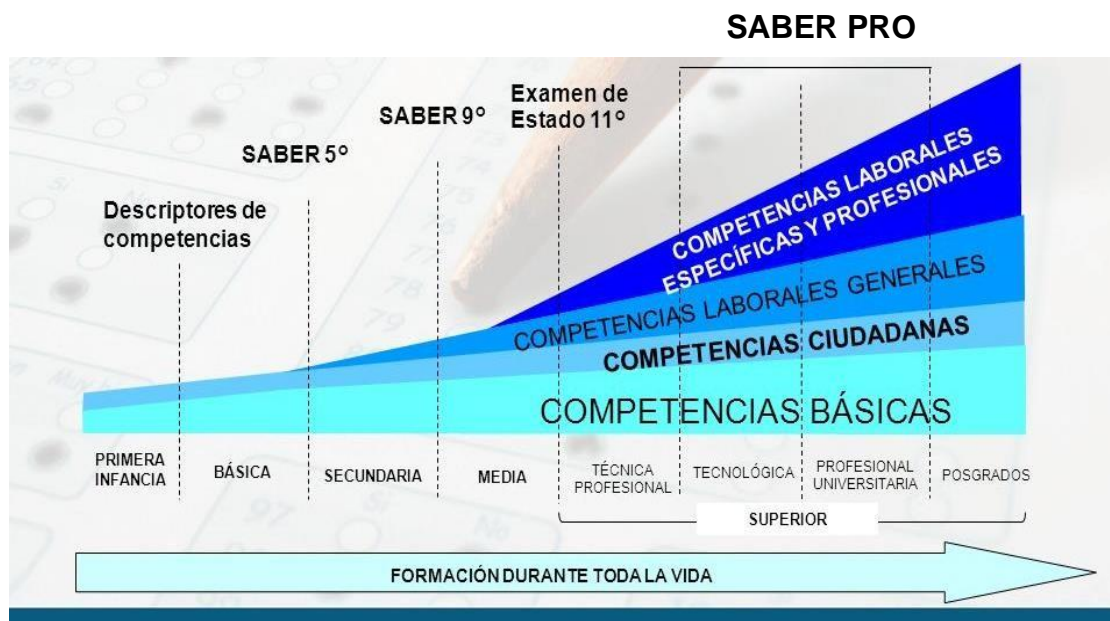 SABER PRO
Examen de
Estado 11°
SABER 9°
SABER 5°
Descriptores de
competencias
COMPETENCIAS LABORALES
ESPECÍFICAS Y PROFESIONALES
COMPETENCIAS LABORALES GENERALES
COMPETENCIAS CIUDADANAS
COMPETENCIAS BÁSICAS
PRIMERA
INFANCIA
BÁSICA
SECUNDARIA
MEDIA
TÉCNICA
PROFESIONAL
TECNOLÓGICA
PROFESIONAL
UNIVERSITARIA
POSGRADOS
SUPERIOR
FORMACIÓN DURANTE TODA LA VIDA